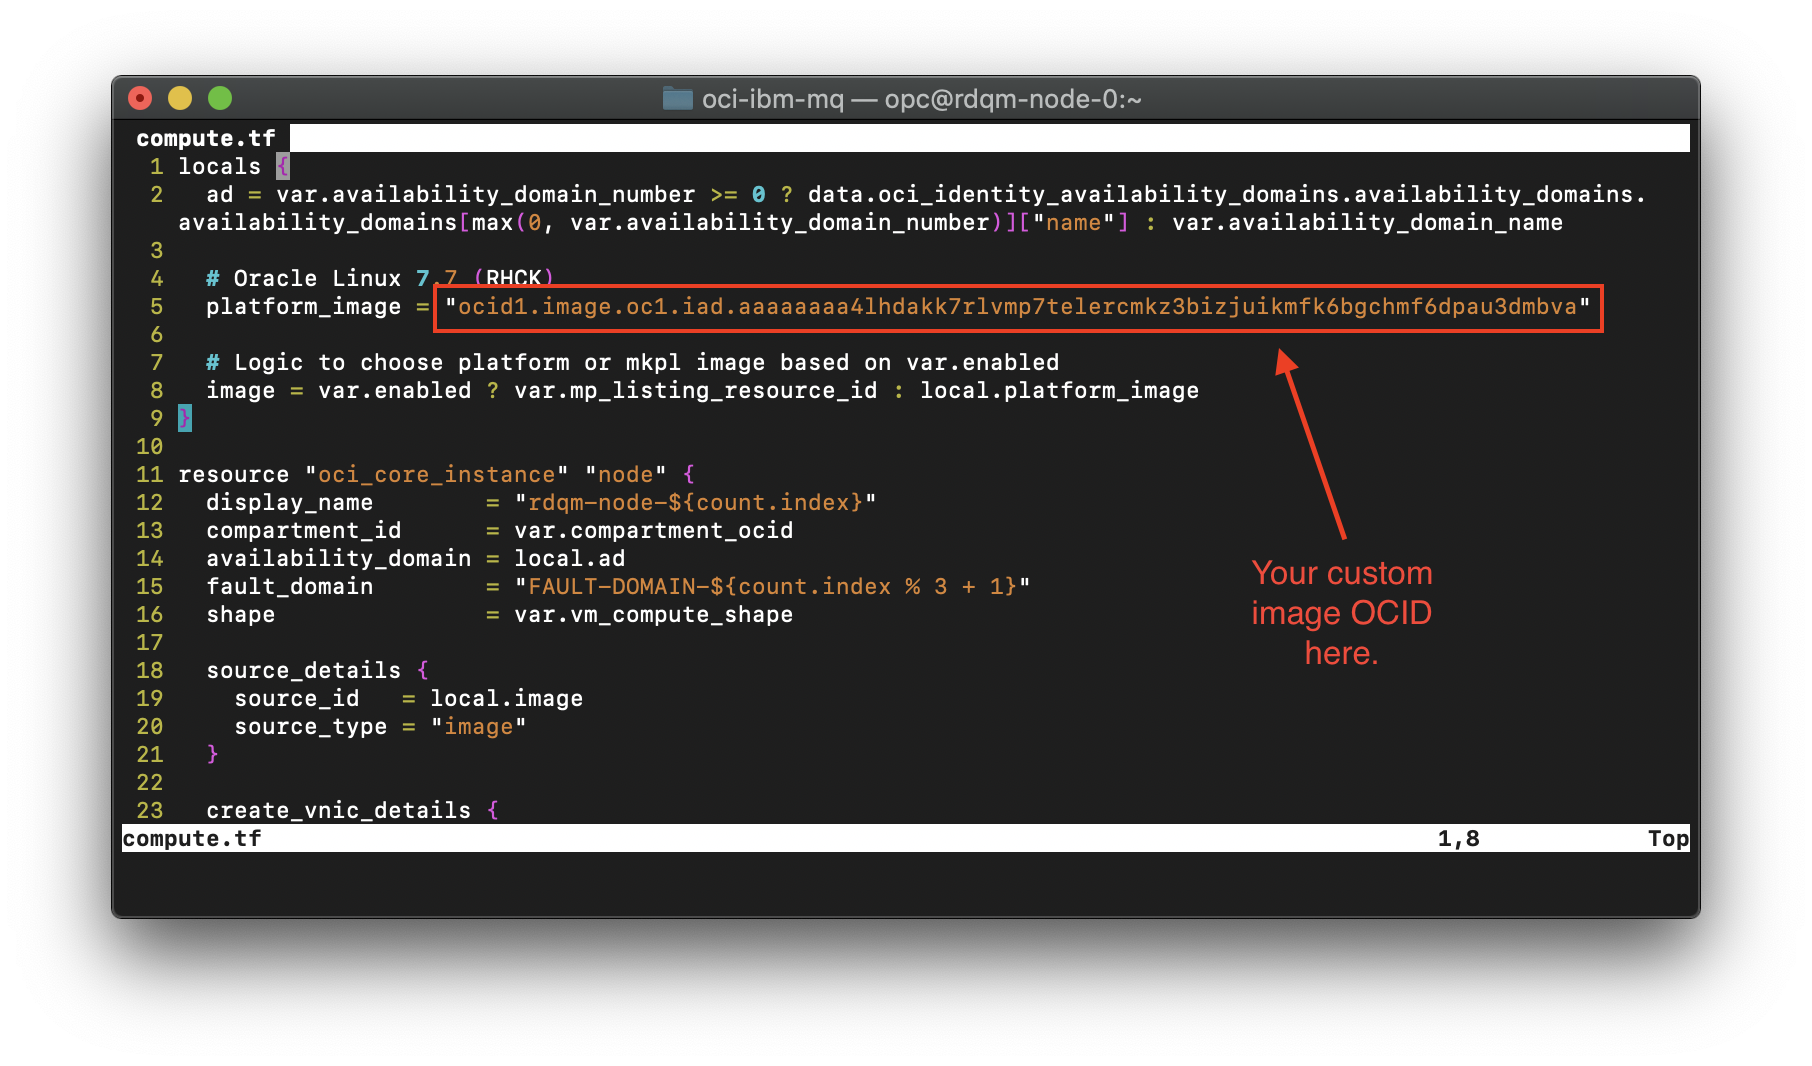 oci-ibm-mq — opc@rdqm-node-0:~
compute.tf
1 locals {
2   ad = var.availability_domain_number >= 0 ? data.oci_identity_availability_domains.availability_domains.
availability_domains[max(0, var.availability_domain_number)]["name"] : var.availability_domain_name
3
4   # Oracle Linux 7.7 (RHCK)
5   platform_image = "ocid1.image.oc1.iad.aaaaaaaa4lhdakk7rlvmp7telercmkz3bizjuikmfk6bgchmf6dpau3dmbva"
6
7   # Logic to choose platform or mkpl image based on var.enabled
8   image = var.enabled ? var.mp_listing_resource_id : local.platform_image
9 }
10
11 resource "oci_core_instance" "node" {
12   display_name        = "rdqm-node-${count.index}"
13   compartment_id      = var.compartment_ocid
14   availability_domain = local.ad
15   fault_domain        = "FAULT-DOMAIN-${count.index % 3 + 1}"
16   shape               = var.vm_compute_shape
17
18   source_details {
19     source_id   = local.image
20     source_type = "image"
21   }
22
23   create_vnic_details {
compute.tf 1,8 Top
Your custom
image OCID
here.